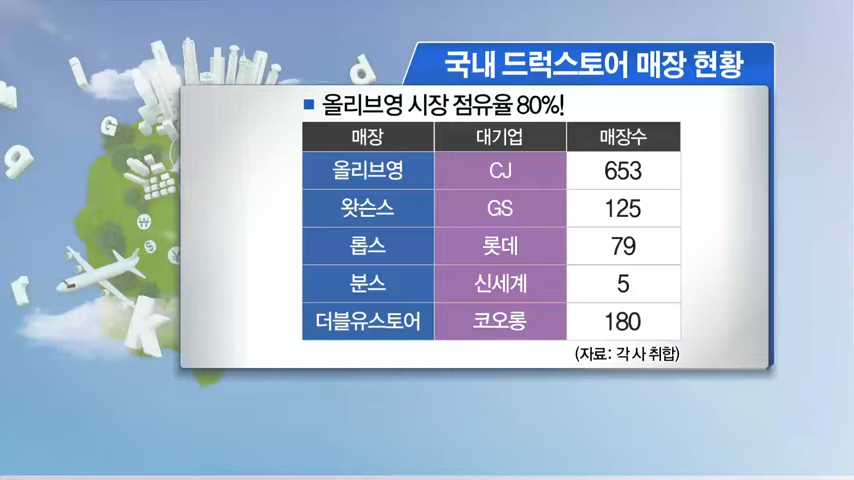 국내 드럭스토어 매장 현황
■ 올리브영 시장 점유율 80%!
매장 대기업 매장수
올리브영 CJ 653
왓슨스 GS 125
롭스 롯데 79
분스 신세계 5
더블유스토어 코오롱 180
(자료: 각 사 취합)
d
G
9
₩
$
¥
r
K